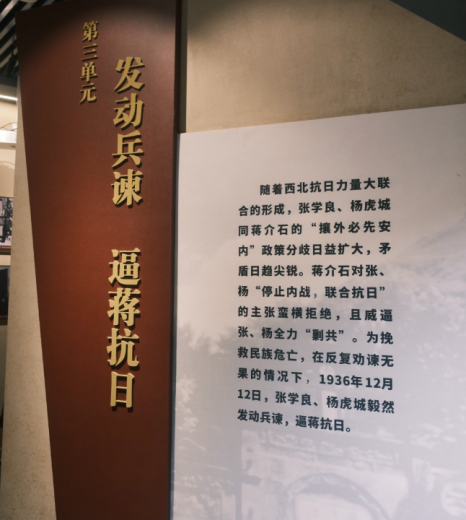 第三单元
发动兵谏 逼蒋抗日
随着西北抗日力量大联
合的形成，张学良、杨虎城
同蒋介石的“攘外必先安
内”政策分歧日益扩大，矛
盾日趋尖锐。蒋介石对张、
杨“停止内战，联合抗日”
的主张蛮横拒绝，且威逼
张、杨全力“剿共”。为挽
救民族危亡，在反复劝谏无
果的情况下，1936年12月
12日，张学良、杨虎城毅然
发动兵谏，逼蒋抗日。